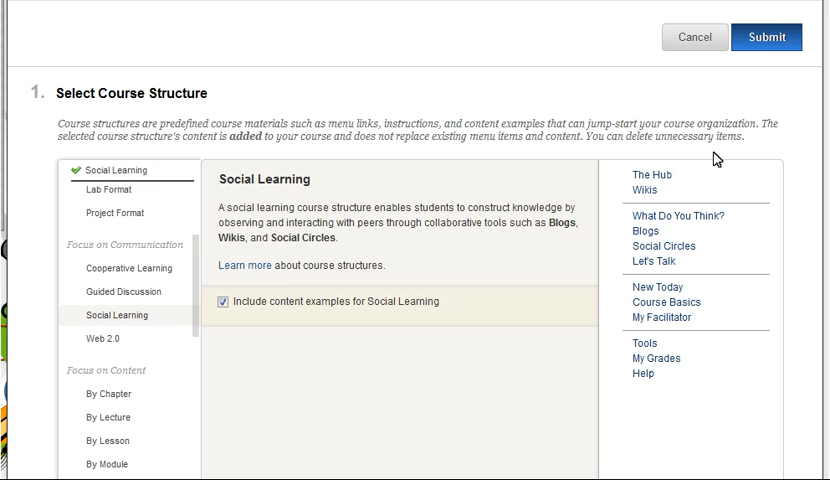 Cancel
Submit
1. Select Course Structure
Course structures are predefined course materials such as menu links, instructions, and content examples that can jump-start your course organization. The
selected course structure's content is added to your course and does not replace existing menu items and content. You can delete unnecessary items.
Social Learning
Lab Format
Project Format
Focus on Communication
Cooperative Learning
Guided Discussion
Social Learning
Web 2.0
Focus on Content
By Chapter
By Lecture
By Lesson
By Module
Social Learning
A social learning course structure enables students to construct knowledge by
observing and interacting with peers through collaborative tools such as Blogs,
Wikis, and Social Circles.
Learn more about course structures.
Include content examples for Social Learning
The Hub
Wikis
What Do You Think?
Blogs
Social Circles
Let's Talk
New Today
Course Basics
My Facilitator
Tools
My Grades
Help